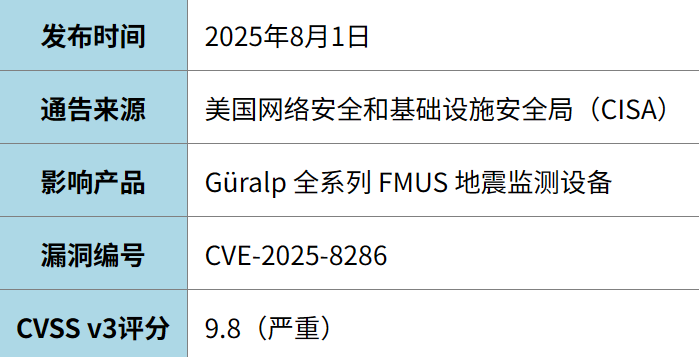 发布时间 2025年8月1日
通告来源 美国网络安全和基础设施安全局（CISA）
影响产品 Güralp 全系列 FMUS 地震监测设备
漏洞编号 CVE-2025-8286
CVSS v3评分 9.8（严重）